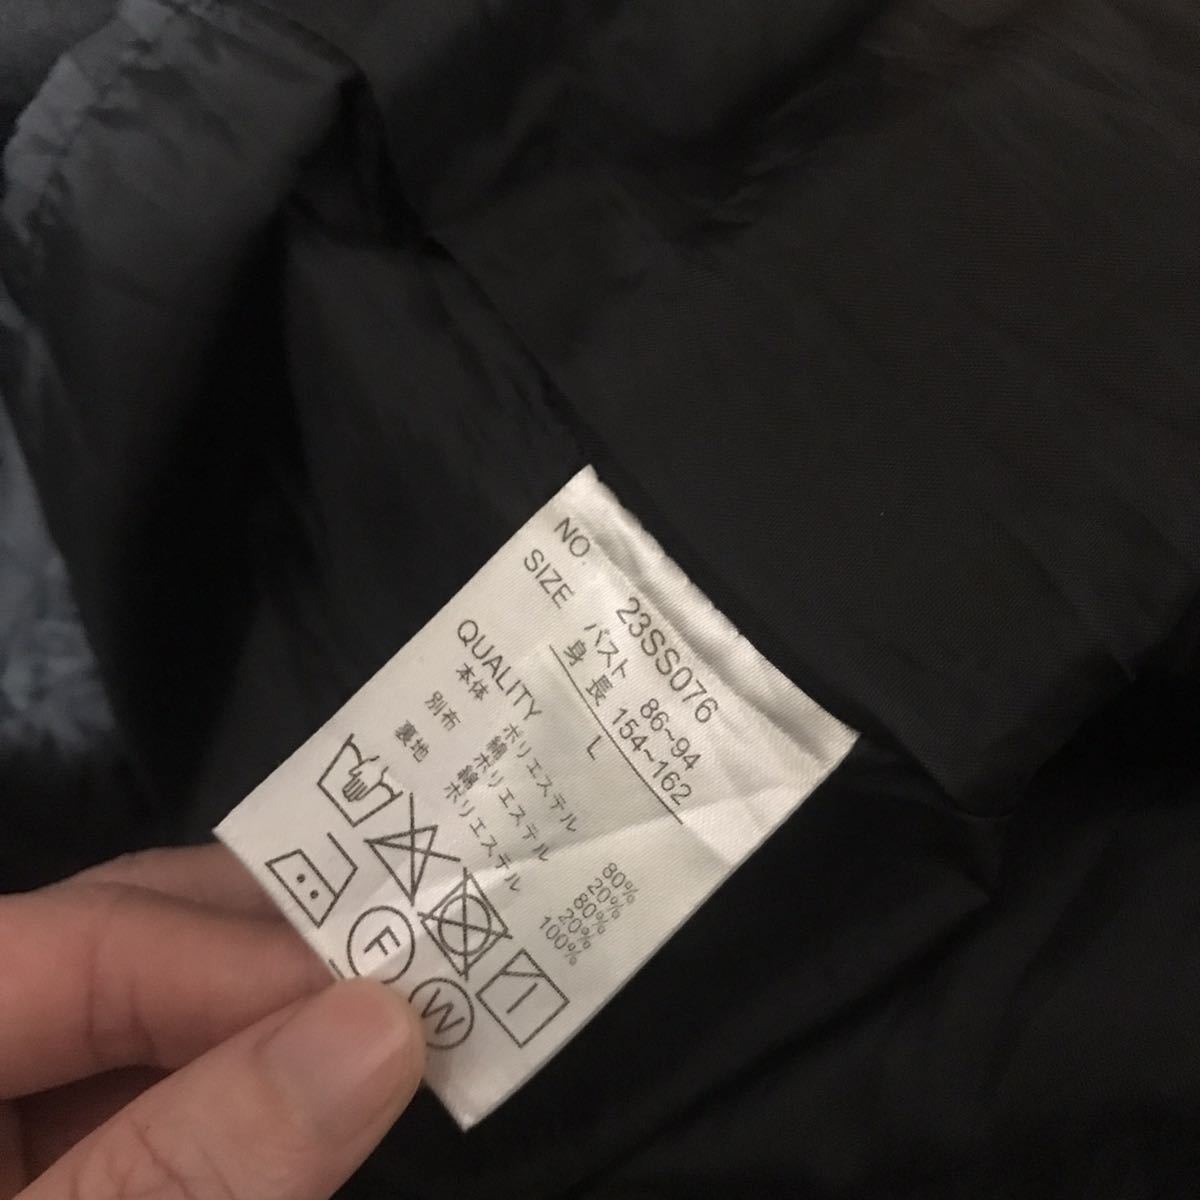 NO. 23SS076
SIZE バスト 86~94
身長 154~162
L
QUALITY
本体 ポリエステル 80%
綿 20%
別布 ポリエステル 80%
綿 20%
裏地 ポリエステル 100%
F
W